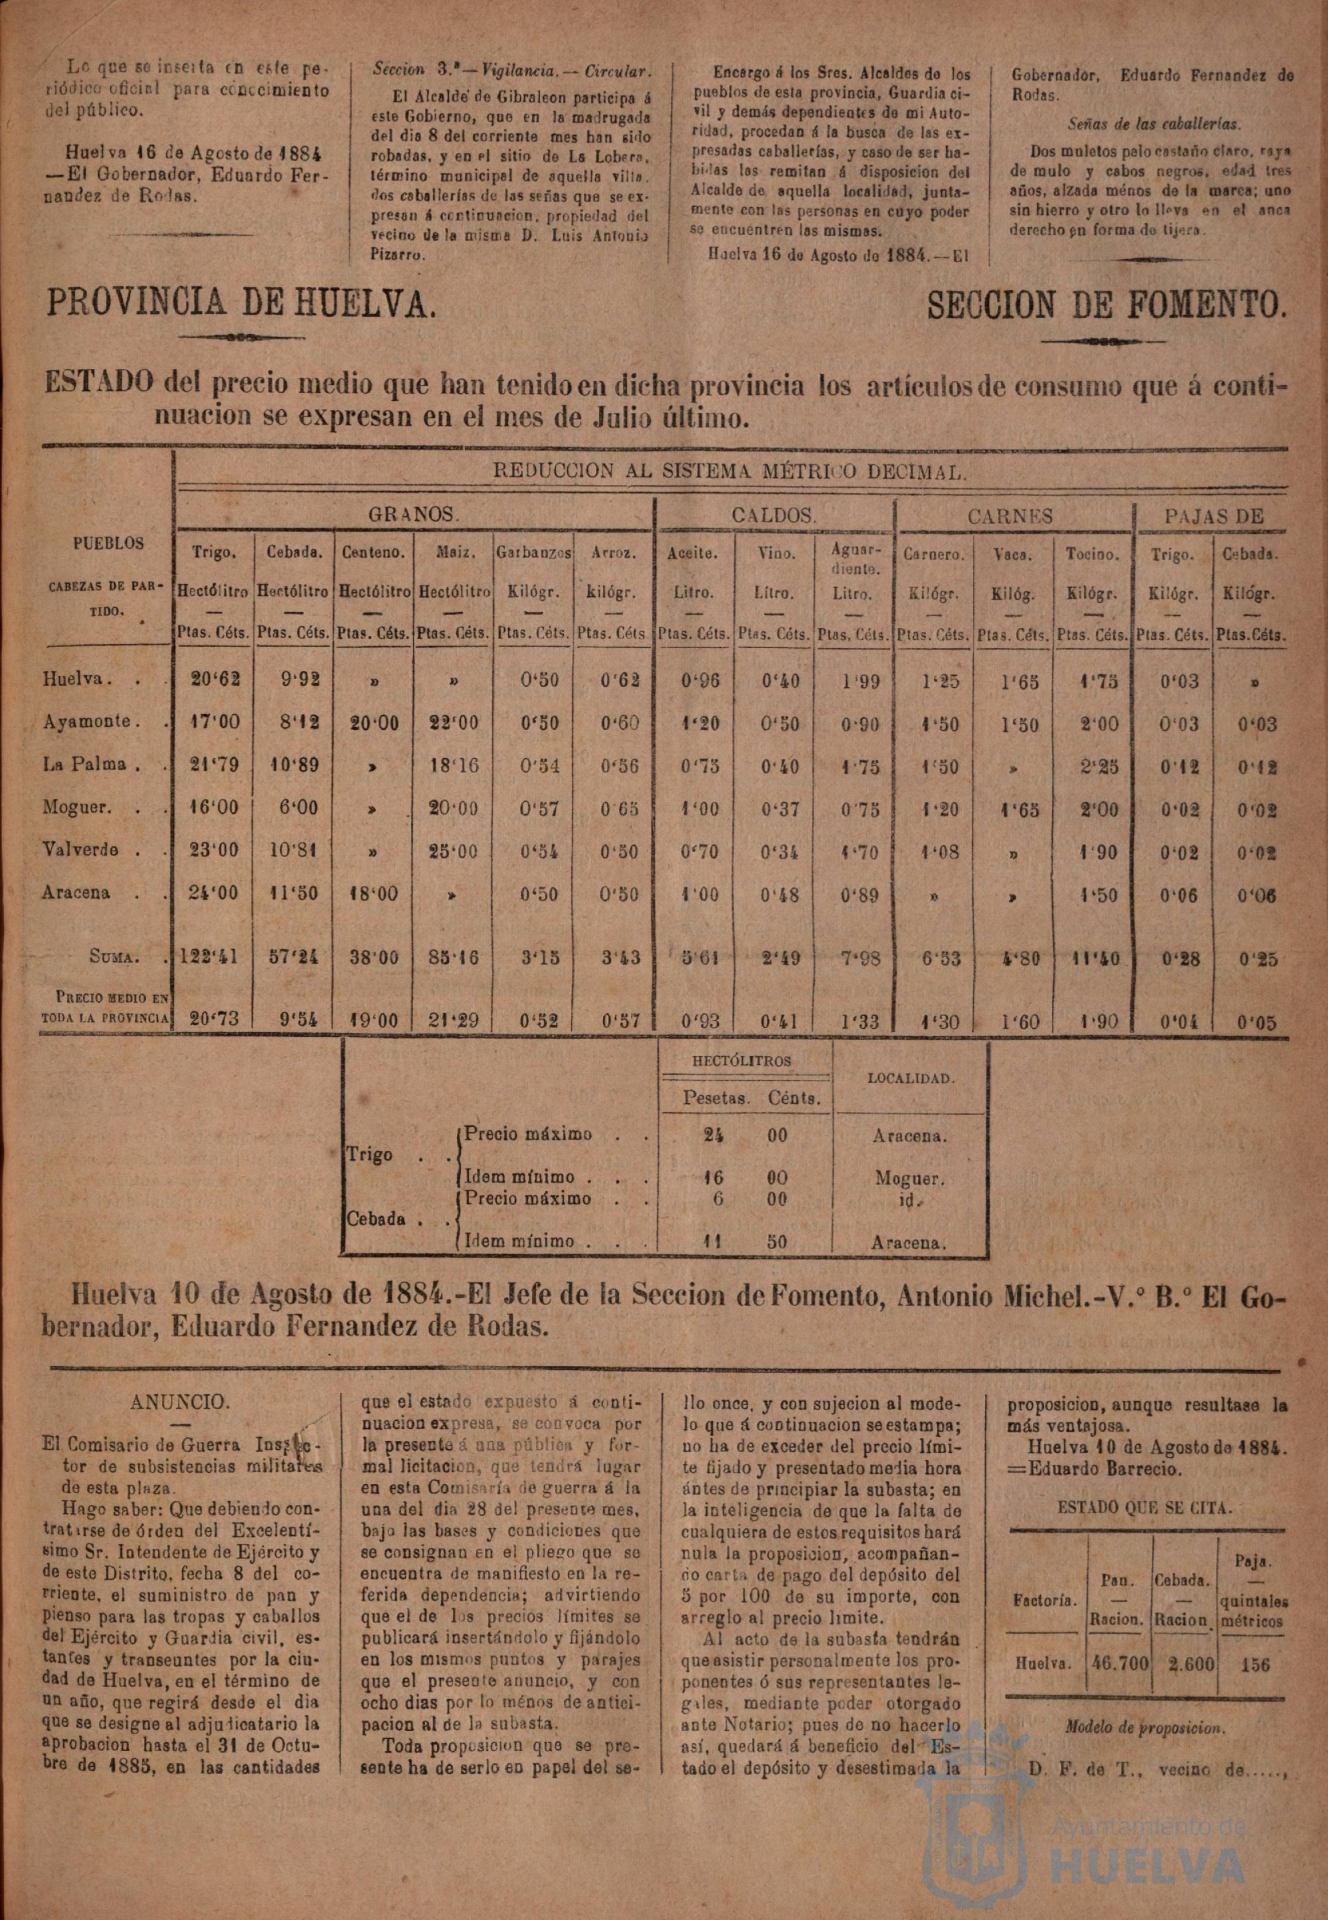 Lo que se inserta en este pe-
riódico oficial para conocimiento
del público.
Huelva 16 de Agosto de 1884
—El Gobernador, Eduardo Fer-
nandez de Rodas.
Seccion 3.ª—Vigilancia.—Circular.
El Alcalde de Gibraleon participa á
este Gobierno, que en la madrugada
del dia 8 del corriente mes han sido
robadas, y en el sitio de La Lobera,
término municipal de aquella villa,
dos caballerías de las señas que se ex-
presan á continuacion, propiedad del
vecino de la misma D. Luis Antonio
Pizarro.
Encargo á los Sres. Alcaldes de los
pueblos de esta provincia, Guardia ci-
vil y demás dependientes de mi Auto-
ridad, procedan á la busca de las ex-
presadas caballerías, y caso de ser ha-
bidas las remitan á disposicion del
Alcalde de aquella localidad, junta-
mente con las personas en cuyo poder
se encuentren las mismas.
Huelva 16 de Agosto de 1884.—El
Gobernador, Eduardo Fernandez de
Rodas.
Señas de las caballerías.
Dos muletos pelo castaño claro, raya
de mulo y cabos negros, edad tres
años, alzada ménos de la marca; uno
sin hierro y otro lo lleva en el anca
derecho en forma de tijera.
PROVINCIA DE HUELVA.
SECCION DE FOMENTO.
ESTADO del precio medio que han tenido en dicha provincia los artículos de consumo que á conti-
nuacion se expresan en el mes de Julio último.
REDUCCION AL SISTEMA MÉTRICO DECIMAL.
GRANOS. CALDOS. CARNES PAJAS DE
PUEBLOS
CABEZAS DE PAR-
TIDO.
Trigo. Cebada. Centeno. Maiz. Garbanzos Arroz. Aceite. Vino. Aguar-
diente. Carnero. Vaca. Tocino. Trigo. Cebada.
Hectólitro Hectólitro Hectólitro Hectólitro Kilógr. kilógr. Litro. Litro. Litro. Kilógr. Kilóg. Kilógr. Kilógr. Kilógr.
Ptas. Céts. Ptas. Céts. Ptas. Céts. Ptas. Céts. Ptas. Céts. Ptas. Céts. Ptas. Céts. Ptas. Céts. Ptas. Céts. Ptas. Céts. Ptas. Céts. Ptas. Céts. Ptas. Céts. Ptas. Céts.
Huelva. . . 20‘62 9‘92 » » 0‘50 0‘62 0‘96 0‘40 1‘99 1‘25 1‘65 1‘75 0‘03 »
Ayamonte. . 17‘00 8‘12 20‘00 22‘00 0‘50 0‘60 1‘20 0‘50 0‘90 1‘50 1‘50 2‘00 0‘03 0‘03
La Palma . . 21‘79 10‘89 » 18‘16 0‘54 0‘56 0‘75 0‘40 1‘75 1‘50 » 2‘25 0‘12 0‘12
Moguer. . . 16‘00 6‘00 » 20‘00 0‘57 0‘65 1‘00 0‘37 0‘75 1‘20 1‘65 2‘00 0‘02 0‘02
Valverde . . 23‘00 10‘81 » 25‘00 0‘54 0‘50 0‘70 0‘34 1‘70 1‘08 » 1‘90 0‘02 0‘02
Aracena . . 24‘00 11‘50 18‘00 » 0‘50 0‘50 1‘00 0‘48 0‘89 » » 1‘50 0‘06 0‘06
SUMA. . 122‘41 57‘24 38‘00 85‘16 3‘15 3‘43 5‘61 2‘49 7‘98 6‘53 4‘80 11‘40 0‘28 0‘25
PRECIO MEDIO EN
TODA LA PROVINCIA 20‘73 9‘54 19‘00 21‘29 0‘52 0‘57 0‘93 0‘41 1‘33 1‘30 1‘60 1‘90 0‘04 0‘05
HECTÓLITROS
LOCALIDAD.
Pesetas. Cénts.
Trigo . .
Precio máximo . . 24 00 Aracena.
Idem mínimo . . . 16 00 Moguer.
Cebada . .
Precio máximo . . 6 00 id.
Idem mínimo . . . 11 50 Aracena.
Huelva 10 de Agosto de 1884.-El Jefe de la Seccion de Fomento, Antonio Michel.-V.º B.º El Go-
bernador, Eduardo Fernandez de Rodas.
ANUNCIO.
El Comisario de Guerra Inspec-
tor de subsistencias militares
de esta plaza.
Hago saber: Que debiendo con-
tratarse de órden del Excelentí-
simo Sr. Intendente de Ejército y
de este Distrito, fecha 8 del co-
rriente, el suministro de pan y
pienso para las tropas y caballos
del Ejército y Guardia civil, es-
tantes y transeuntes por la ciu-
dad de Huelva, en el término de
un año, que regirá desde el dia
que se designe al adjudicatario la
aprobacion hasta el 31 de Octu-
bre de 1885, en las cantidades
que el estado expuesto á conti-
nuacion expresa, se convoca por
la presente á una pública y for-
mal licitacion, que tendrá lugar
en esta Comisaría de guerra á la
una del dia 28 del presente mes,
bajo las bases y condiciones que
se consignan en el pliego que se
encuentra de manifiesto en la re-
ferida dependencia; advirtiendo
que el de los precios límites se
publicará insertándolo y fijándolo
en los mismos puntos y parajes
que el presente anuncio, y con
ocho dias por lo ménos de antici-
pacion al de la subasta.
Toda proposicion que se pre-
sente ha de serlo en papel del se-
llo once, y con sujecion al mode-
lo que á continuacion se estampa;
no ha de exceder del precio lími-
te fijado y presentado media hora
ántes de principiar la subasta; en
la inteligencia de que la falta de
cualquiera de estos requisitos hará
nula la proposicion, acompañan-
do carta de pago del depósito del
5 por 100 de su importe, con
arreglo al precio limite.
Al acto de la subasta tendrán
que asistir personalmente los pro-
ponentes ó sus representantes le-
gales, mediante poder otorgado
ante Notario; pues de no hacerlo
así, quedará á beneficio del Es-
tado el depósito y desestimada la
proposicion, aunque resultase la
más ventajosa.
Huelva 10 de Agosto de 1884.
=Eduardo Barrecio.
ESTADO QUE SE CITA.
Factoría. Pan.
—
Racion. Cebada.
—
Racion. Paja.
—
quintales
métricos
Huelva. 46.700 2.600 156
Modelo de proposicion.
D. F. de T., vecino de.....,
Ayuntamiento de
HUELVA